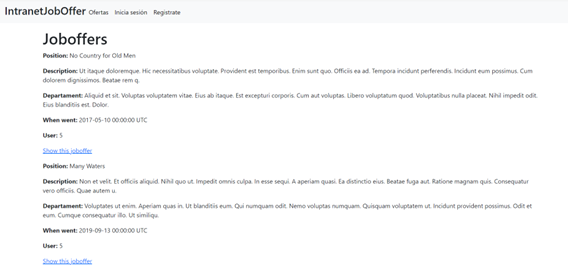 IntranetJobOffer Ofertas Inicia sesión Registrate
Joboffers
Position: No Country for Old Men
Description: Ut itaque doloremque. Hic necessitatibus voluptate. Provident est temporibus. Enim sunt quo. Officiis ea ad. Tempora incidunt perferendis. Incidunt eum possimus. Cum
dolorem dignissimos. Beatae rem q.
Departament: Aliquid et sit. Voluptas voluptatem vitae. Eius ab itaque. Est excepturi corporis. Cum aut voluptas. Libero voluptatum quod. Voluptatibus nulla placeat. Nihil impedit odit.
Eius blanditiis est. Dolor.
When went: 2017-05-10 00:00:00 UTC
User: 5
Show this joboffer
Position: Many Waters
Description: Non et velit. Et officiis aliquid. Nihil quo ut. Impedit omnis culpa. In esse sequi. A aperiam quasi. Ea distinctio eius. Beatae fuga aut. Ratione magnam quis. Consequatur
vero officiis. Quae autem u.
Departament: Voluptates ut enim. Aperiam quas in. Ut blanditiis eum. Qui numquam odit. Nemo voluptas numquam. Quisquam voluptatem ut. Incidunt provident possimus. Odit et
eum. Cumque consequatur illo. Ut similiqu.
When went: 2019-09-13 00:00:00 UTC
User: 5
Show this joboffer